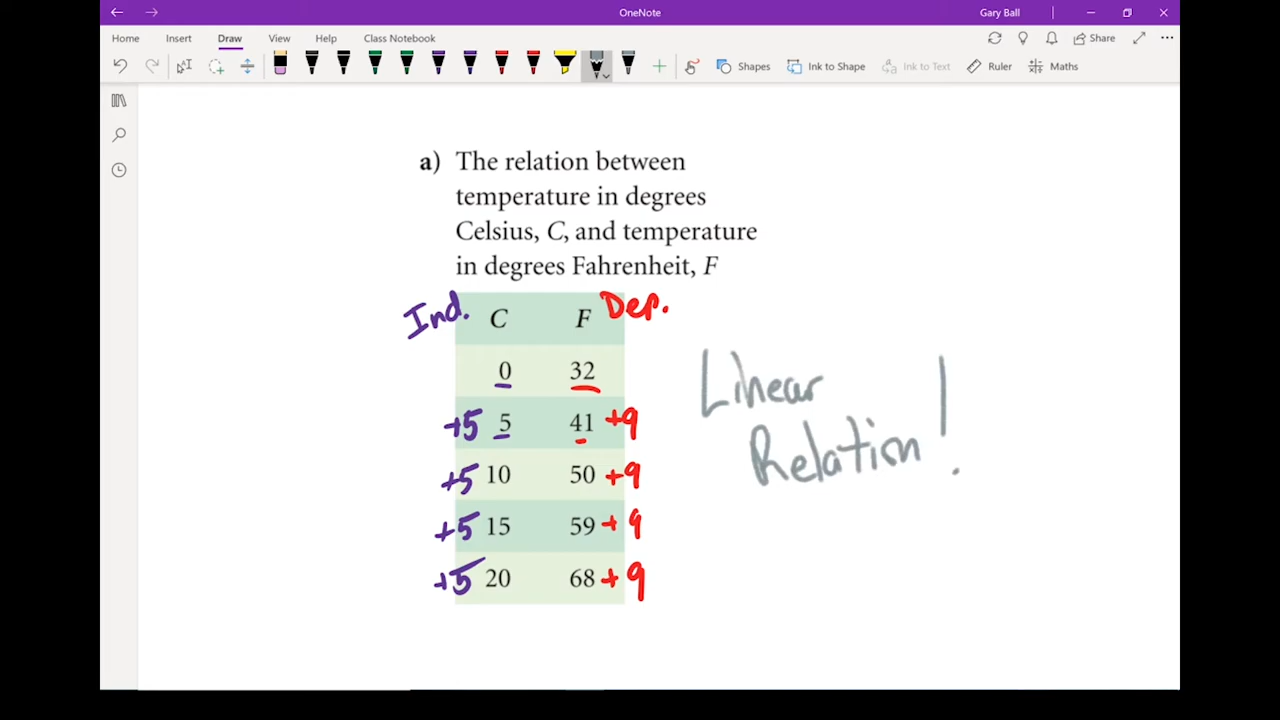 OneNote
Gary Ball
Home Insert Draw View Help Class Notebook Share
Shapes Ink to Shape Ink to Text Ruler Maths
a) The relation between
temperature in degrees
Celsius, C, and temperature
in degrees Fahrenheit, F
Ind. C F Dep.
0 32
+5 5 41 +9
+5 10 50 +9
+5 15 59 +9
+5 20 68 +9
Linear
Relation!